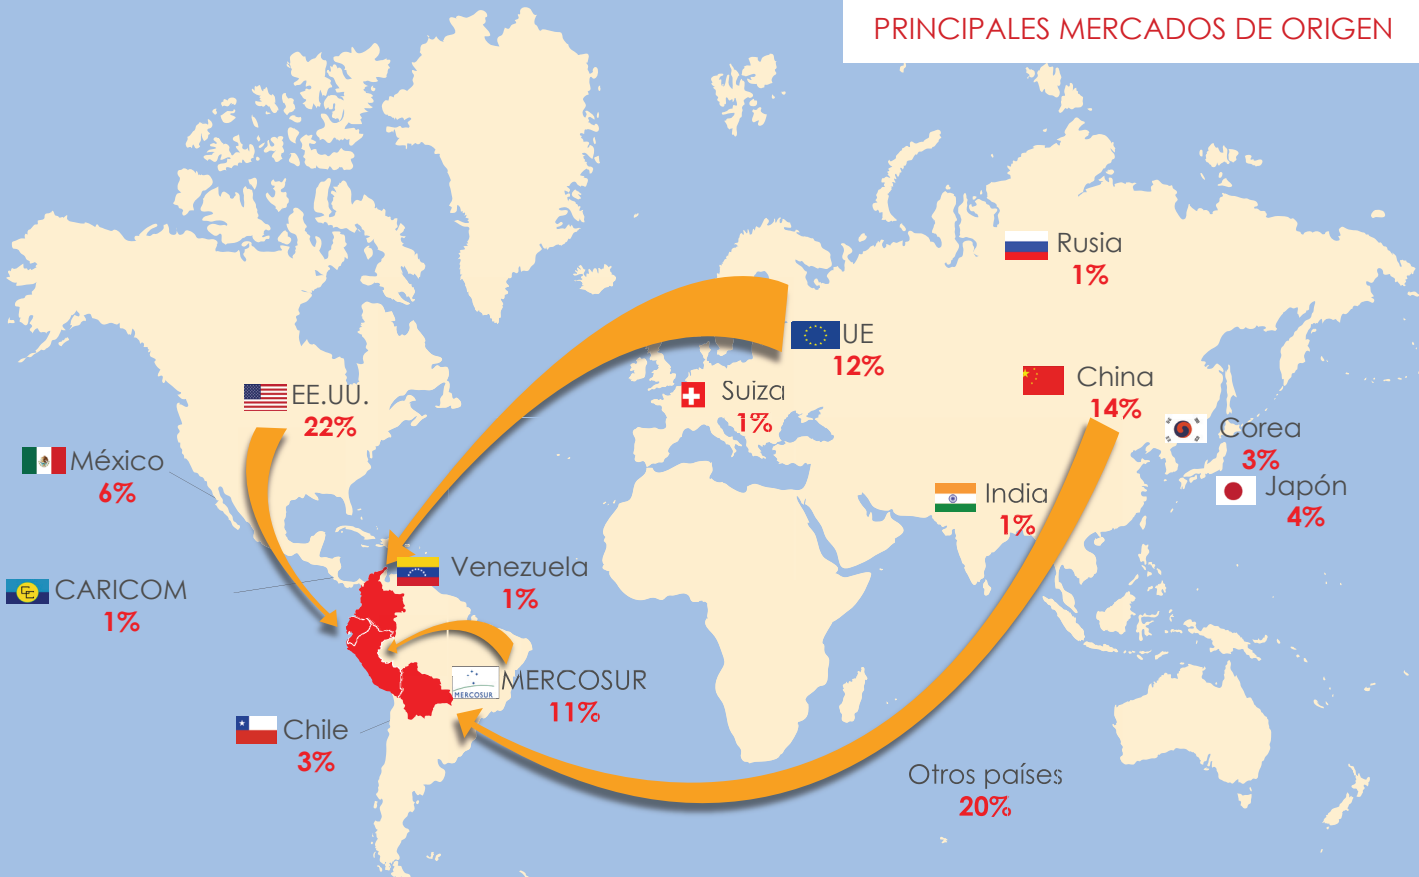 PRINCIPALES MERCADOS DE ORIGEN
Rusia
1%
UE
12%
China
14%
EE.UU.
22%
Suiza
1%
Corea
3%
México
6%
India
1%
Japón
4%
Venezuela
1%
CARICOM
1%
MERCOSUR
MERCOSUR
11%
Chile
3%
Otros países
20%